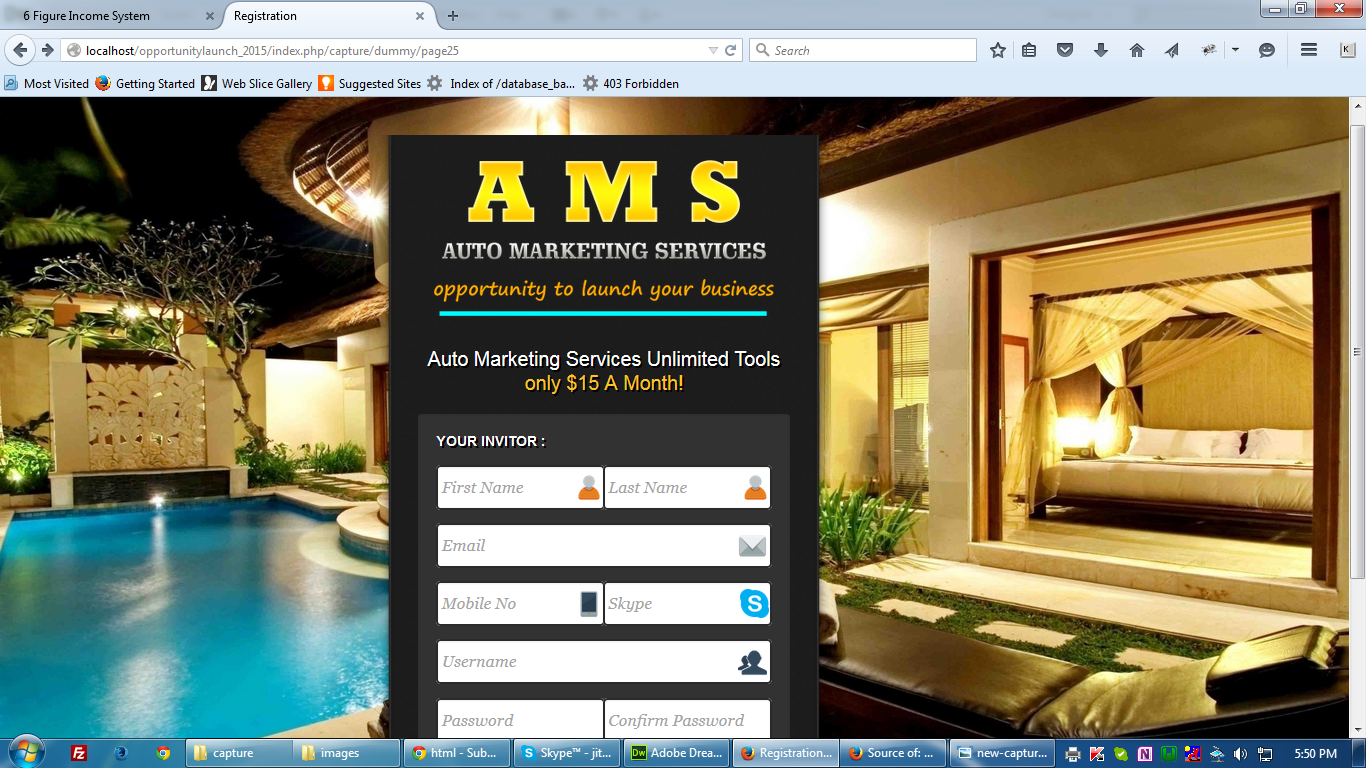 6 Figure Income System
Registration
localhost/opportunitylaunch_2015/index.php/capture/dummy/page25
Search
Most Visited
Getting Started
Web Slice Gallery
Suggested Sites
Index of /database_ba...
403 Forbidden
A M S
AUTO MARKETING SERVICES
opportunity to launch your business
Auto Marketing Services Unlimited Tools
only $15 A Month!
YOUR INVITOR :
First Name
Last Name
Email
Mobile No
Skype
Username
Password
Confirm Password
capture
images
html - Sub...
Skype™ - jit...
Adobe Drea...
Registration...
Source of: ...
new-captur...
5:50 PM